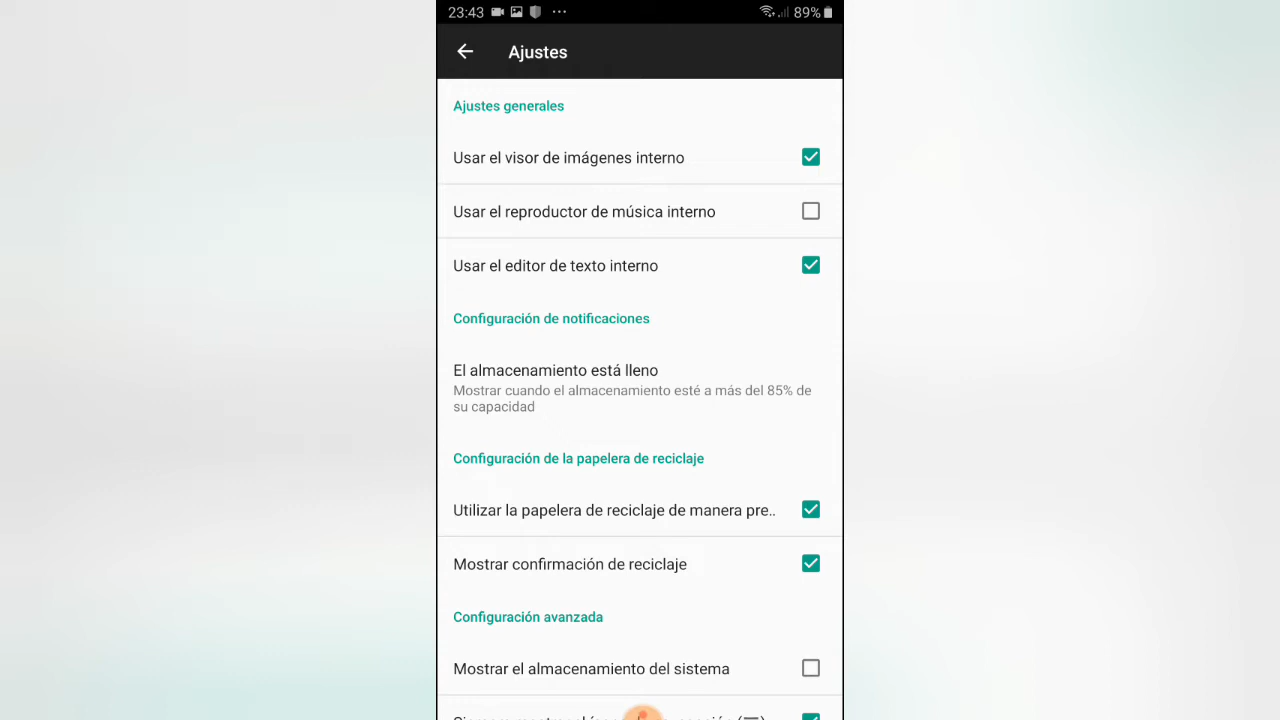 23:43 ... 89%
Ajustes
Ajustes generales
Usar el visor de imágenes interno
Usar el reproductor de música interno
Usar el editor de texto interno
Configuración de notificaciones
El almacenamiento está lleno
Mostrar cuando el almacenamiento esté a más del 85% de
su capacidad
Configuración de la papelera de reciclaje
Utilizar la papelera de reciclaje de manera pre..
Mostrar confirmación de reciclaje
Configuración avanzada
Mostrar el almacenamiento del sistema